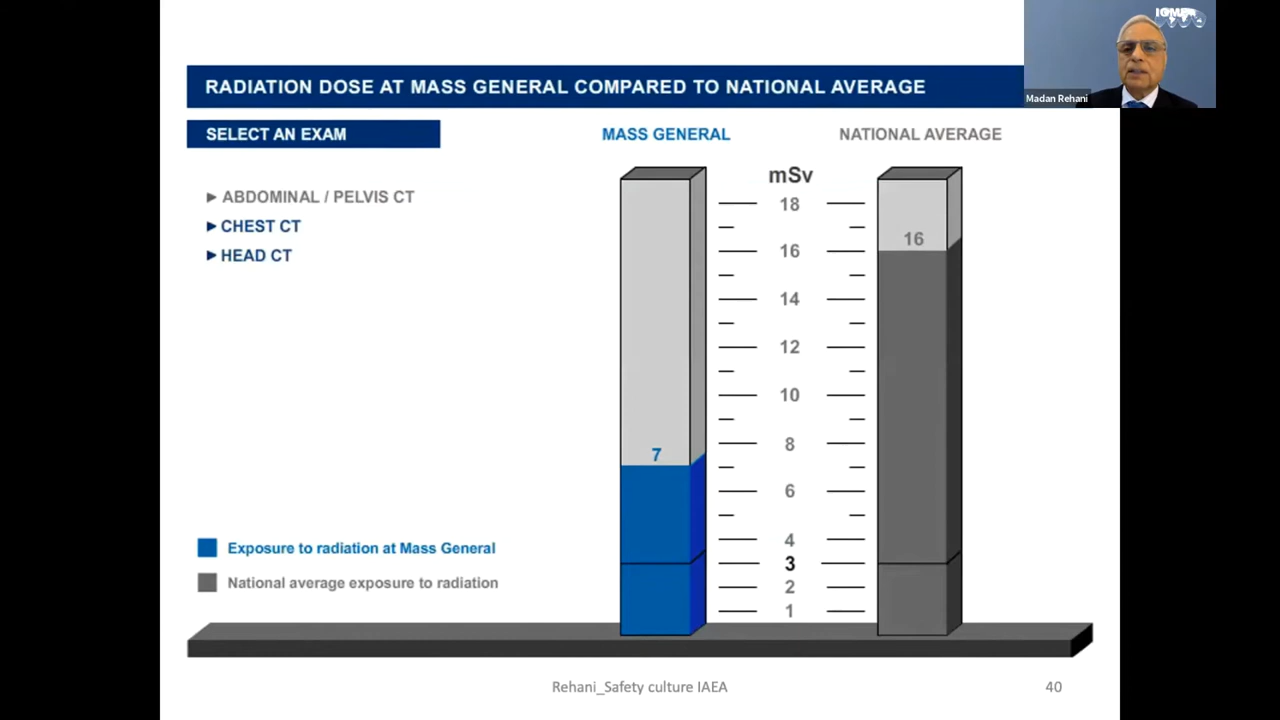 IOMP
Madan Rehani
RADIATION DOSE AT MASS GENERAL COMPARED TO NATIONAL AVERAGE
SELECT AN EXAM
MASS GENERAL
NATIONAL AVERAGE
► ABDOMINAL / PELVIS CT
► CHEST CT
► HEAD CT
mSv
18
16
14
12
10
8
6
4
3
2
1
7
16
Exposure to radiation at Mass General
National average exposure to radiation
Rehani_Safety culture IAEA
40